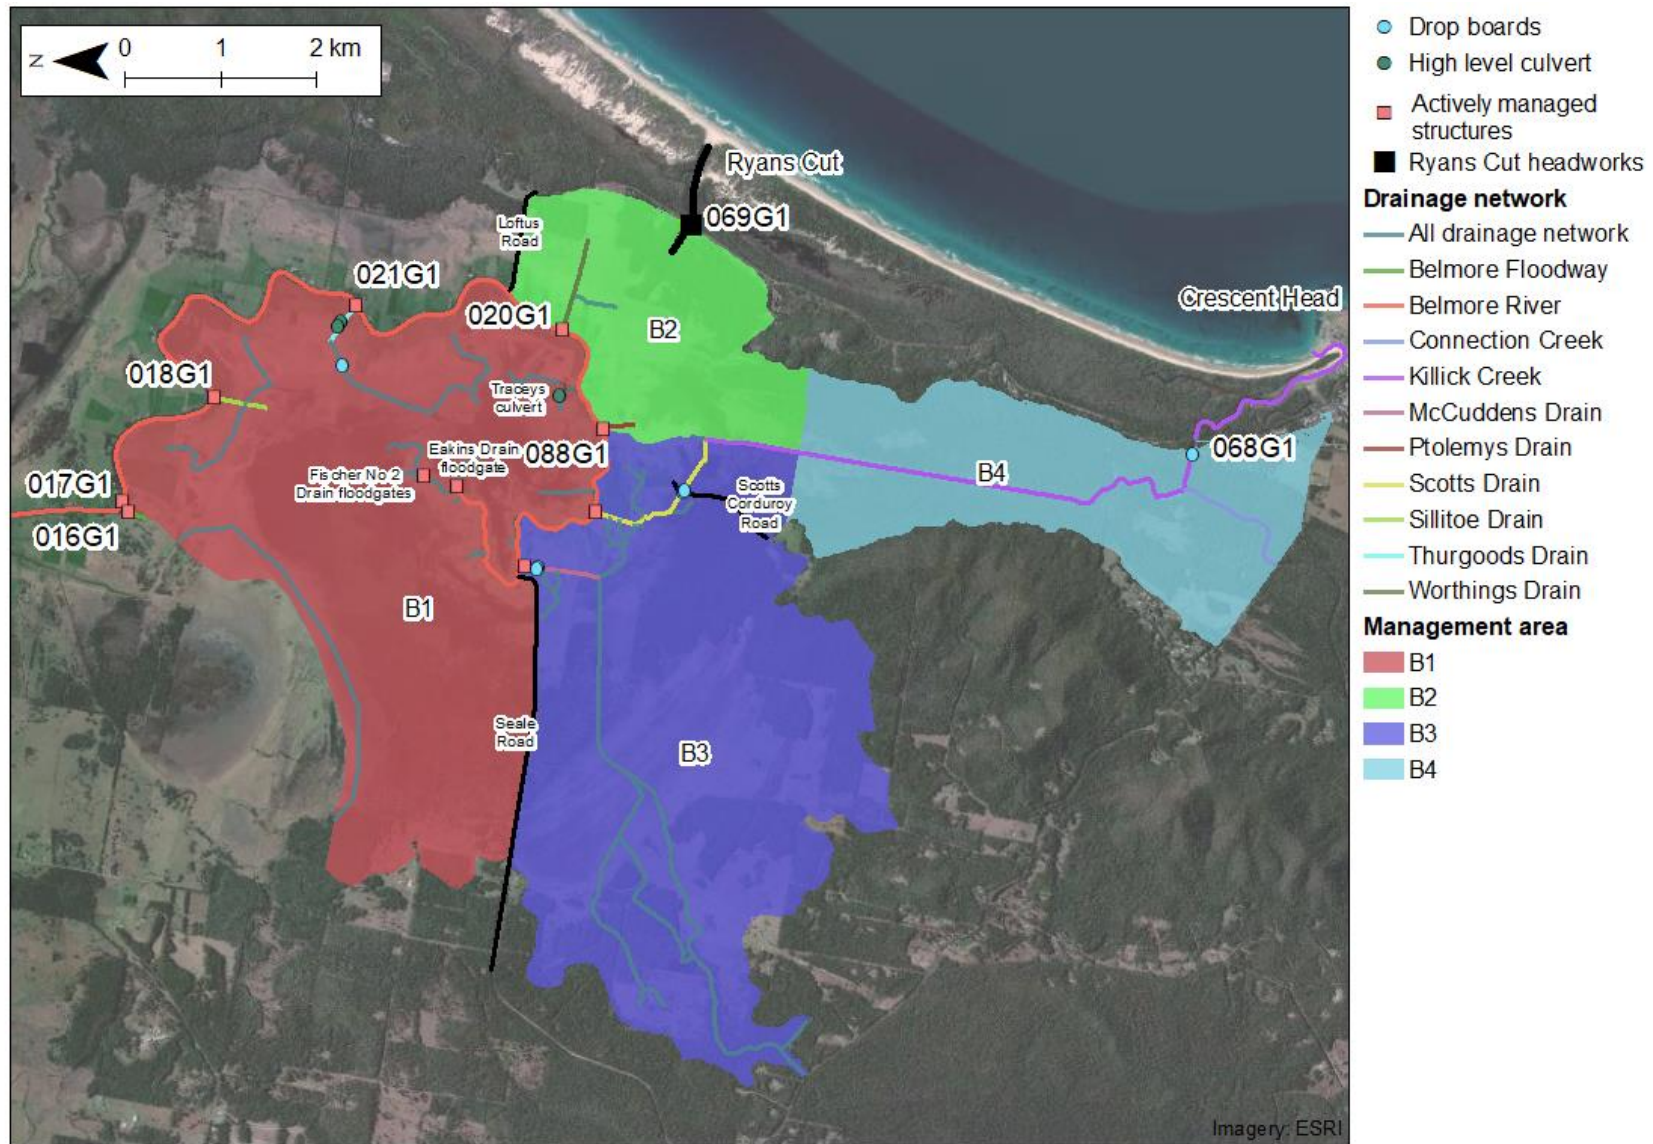 N
0 1 2 km
Ryans Cut
069G1
Loftus
Road
021G1
020G1
B2
Crescent Head
018G1
Traceys
culvert
Eakins Drain
floodgate
088G1
Fischer No 2
Drain floodgates
017G1
016G1
Scotts
Corduroy
Road
B4
068G1
B1
Seale
Road
B3
Imagery: ESRI
Drop boards
High level culvert
Actively managed
structures
Ryans Cut headworks
Drainage network
All drainage network
Belmore Floodway
Belmore River
Connection Creek
Killick Creek
McCuddens Drain
Ptolemys Drain
Scotts Drain
Sillitoe Drain
Thurgoods Drain
Worthings Drain
Management area
B1
B2
B3
B4